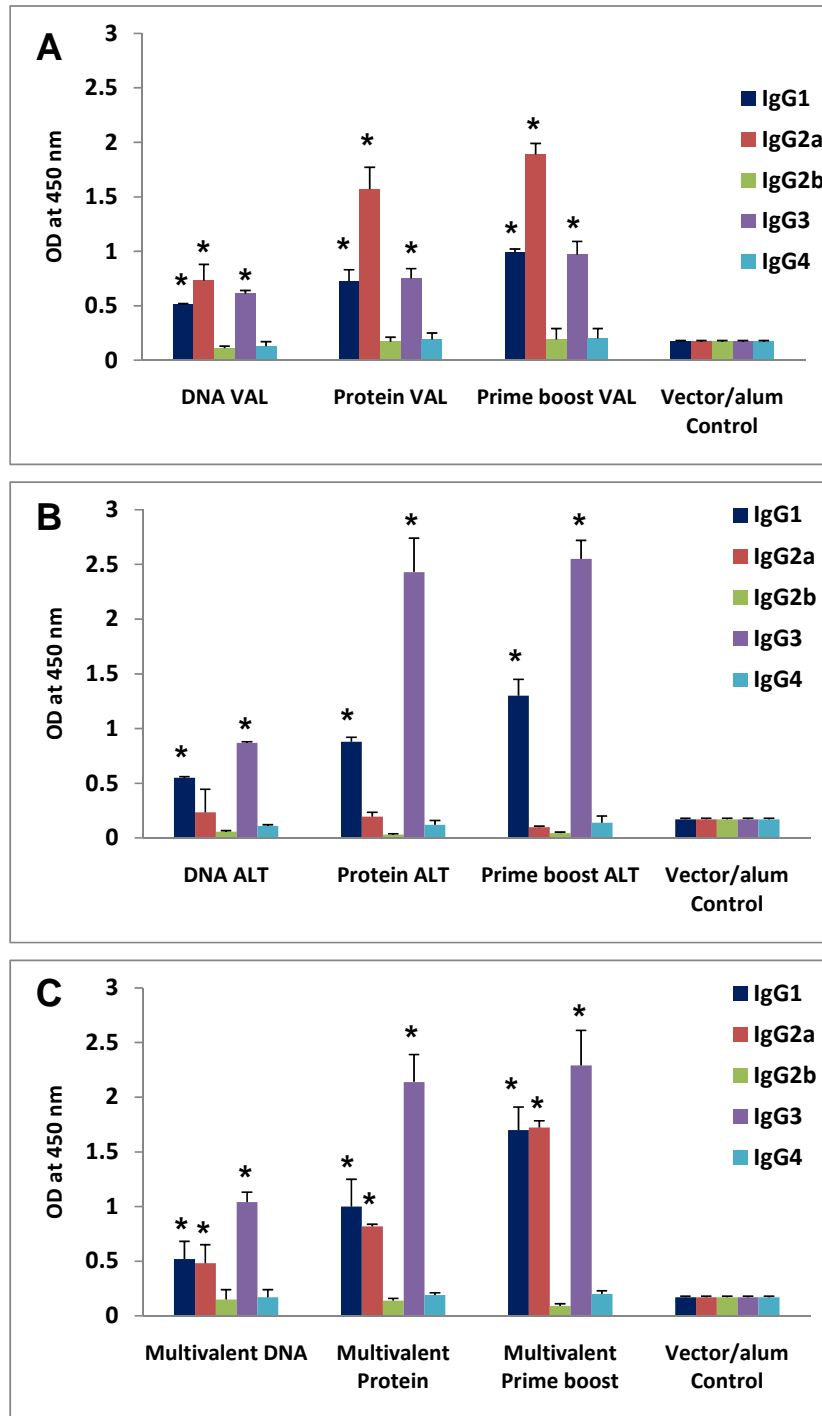 A
OD at 450 nm
3
2.5
2
1.5
1
0.5
0
* * *
* * *
* * *
DNA VAL
Protein VAL
Prime boost VAL
Vector/alum
Control
IgG1
IgG2a
IgG2b
IgG3
IgG4
B
OD at 450 nm
3
2.5
2
1.5
1
0.5
0
* *
* *
* *
DNA ALT
Protein ALT
Prime boost ALT
Vector/alum
Control
IgG1
IgG2a
IgG2b
IgG3
IgG4
C
OD at 450 nm
3
2.5
2
1.5
1
0.5
0
* * *
* * *
* * *
Multivalent DNA
Multivalent
Protein
Multivalent
Prime boost
Vector/alum
Control
IgG1
IgG2a
IgG2b
IgG3
IgG4